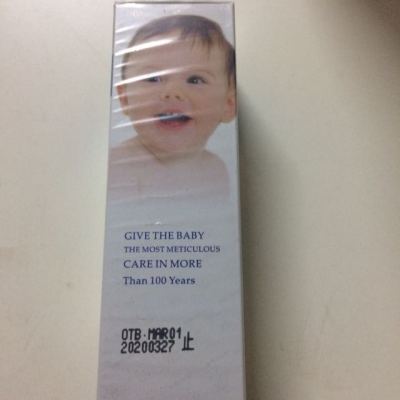 GIVE THE BABY
THE MOST METICULOUS
CARE IN MORE
Than 100 Years
OTB·MAR01
20200327 止